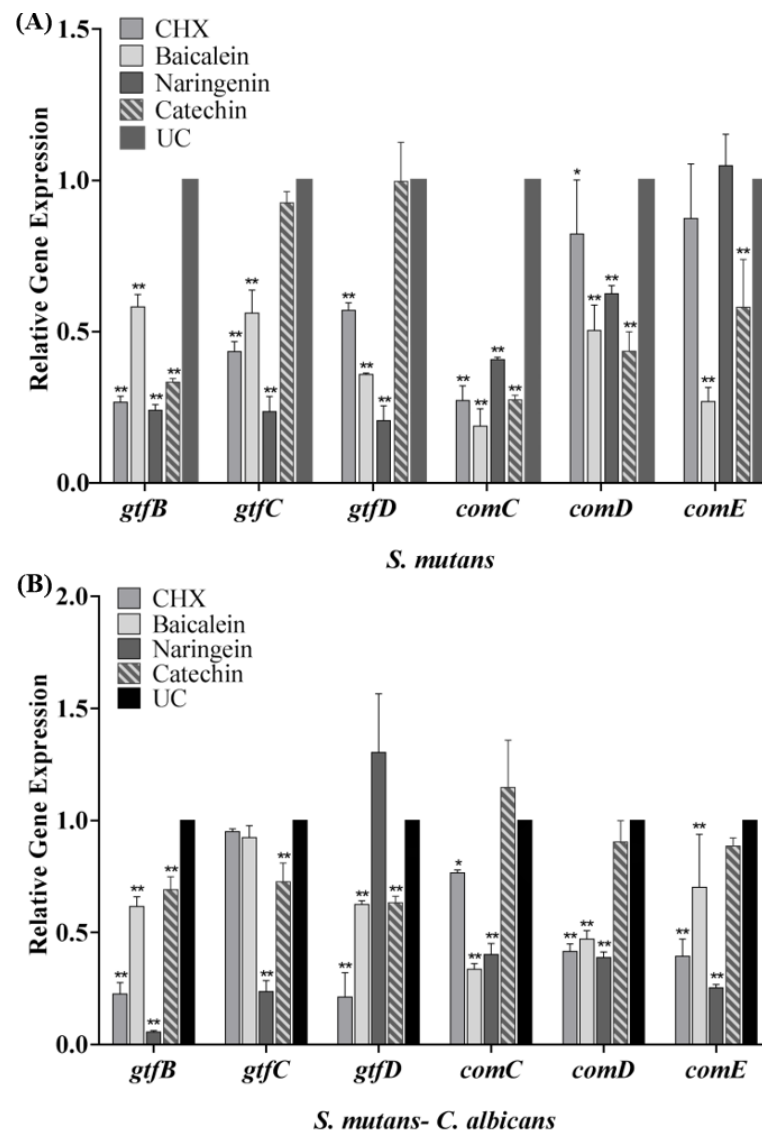 (A)
1.5
CHX
Baicalein
Naringenin
Catechin
UC
Relative Gene Expression
1.0
0.5
0.0
**
**
**
**
**
**
**
**
**
**
**
**
**
**
*
**
**
**
**
**
gtfB gtfC gtfD comC comD comE
S. mutans
(B)
2.0
CHX
Baicalein
Naringein
Catechin
UC
Relative Gene Expression
1.5
1.0
0.5
0.0
**
**
**
**
**
**
**
**
**
*
**
**
**
**
**
**
**
**
gtfB gtfC gtfD comC comD comE
S. mutans- C. albicans